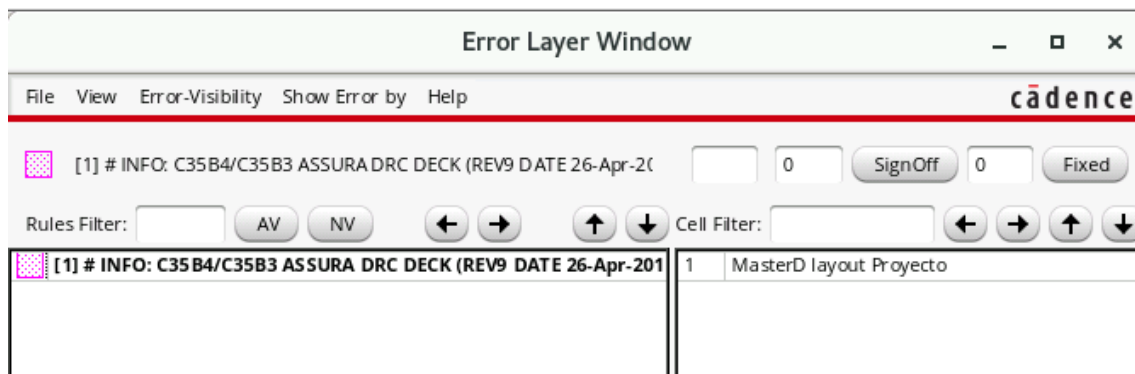 Error Layer Window
File View Error-Visibility Show Error by Help cādence
[1] # INFO: C35B4/C35B3 ASSURA DRC DECK (REV9 DATE 26-Apr-20 0 SignOff 0 Fixed
Rules Filter: AV NV Cell Filter:
[1] # INFO: C35B4/C35B3 ASSURA DRC DECK (REV9 DATE 26-Apr-201 1 MasterD layout Proyecto